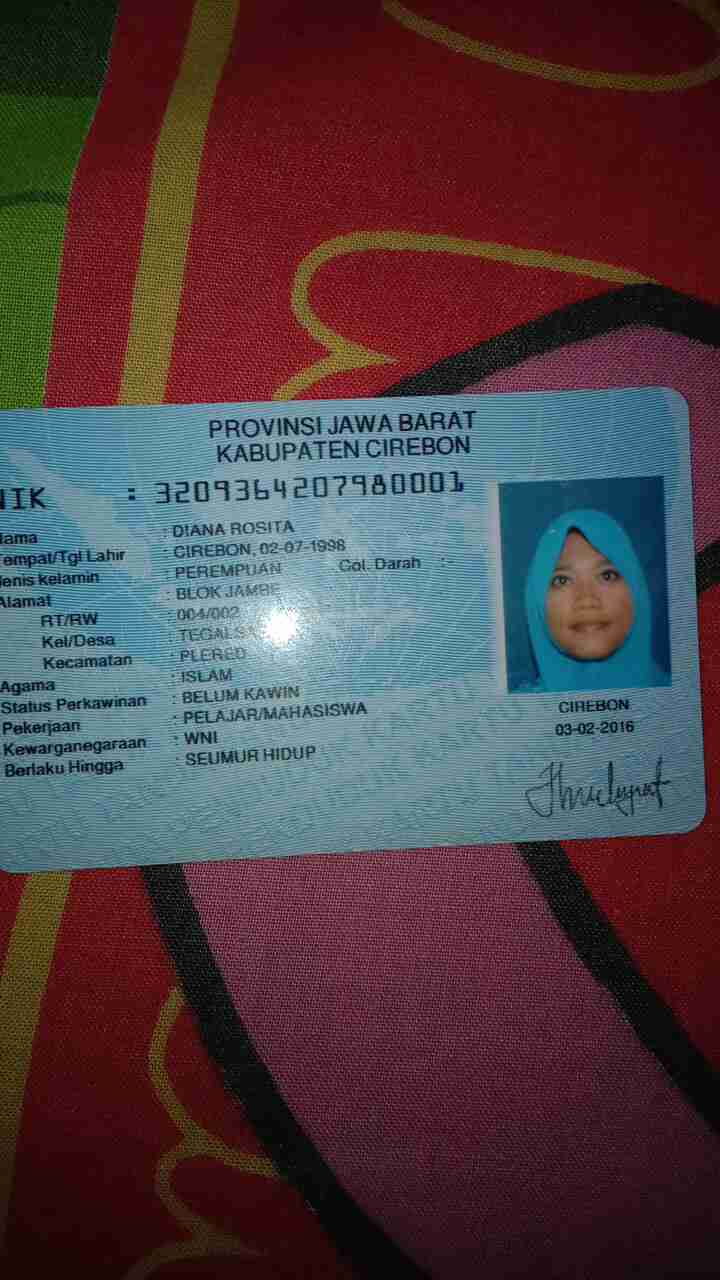 PROVINSI JAWA BARAT
KABUPATEN CIREBON
NIK : 3209364207980001
Nama : DIANA ROSITA
Tempat/Tgl Lahir : CIREBON, 02-07-1998
Jenis kelamin : PEREMPUAN Gol. Darah : -
Alamat : BLOK JAMBE
RT/RW : 004/002
Kel/Desa :
Kecamatan : PLERED
Agama : ISLAM
Status Perkawinan : BELUM KAWIN
Pekerjaan : PELAJAR/MAHASISWA
Kewarganegaraan : WNI
Berlaku Hingga : SEUMUR HIDUP
CIREBON
03-02-2016